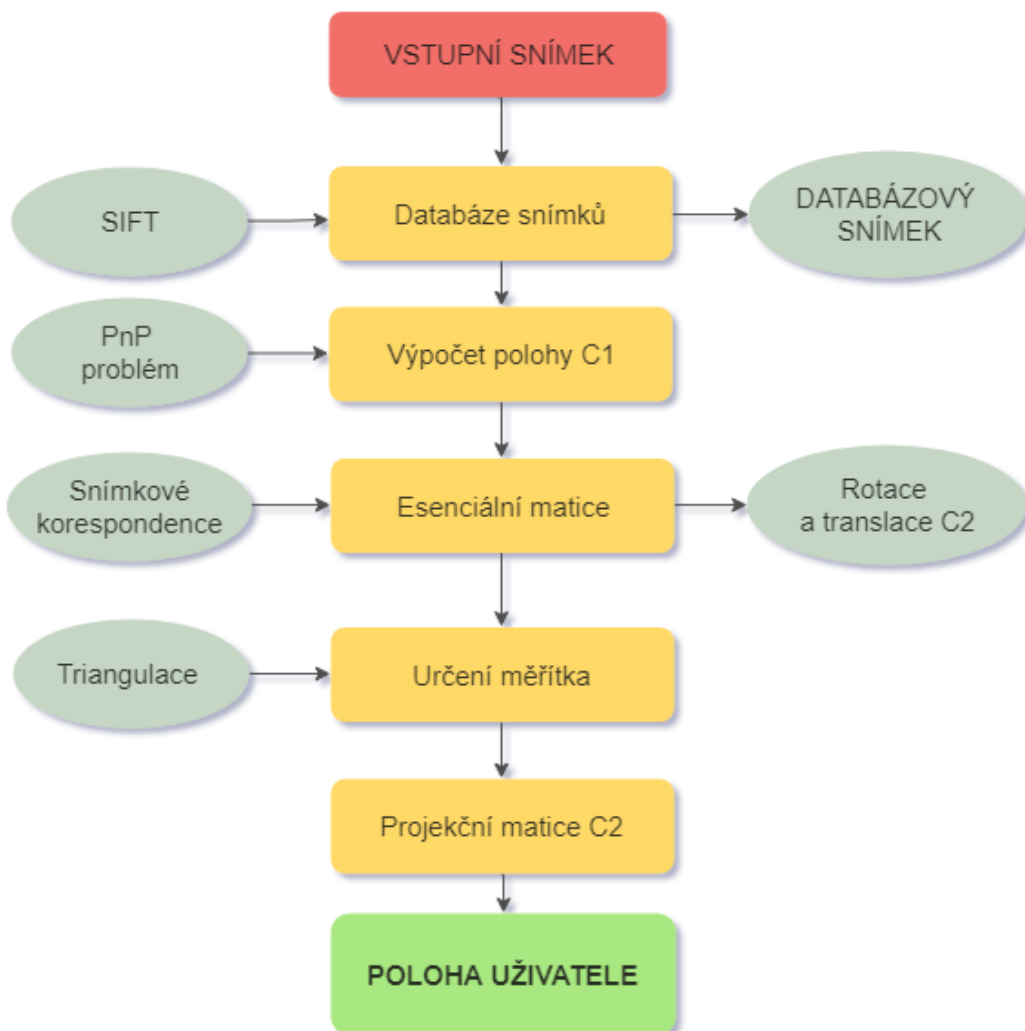 VSTUPNÍ SNÍMEK
SIFT
Databáze snímků
DATABÁZOVÝ
SNÍMEK
PnP
problém
Výpočet polohy C1
Snímkové
korespondence
Esenciální matice
Rotace
a translace C2
Triangulace
Určení měřítka
Projekční matice C2
POLOHA UŽIVATELE